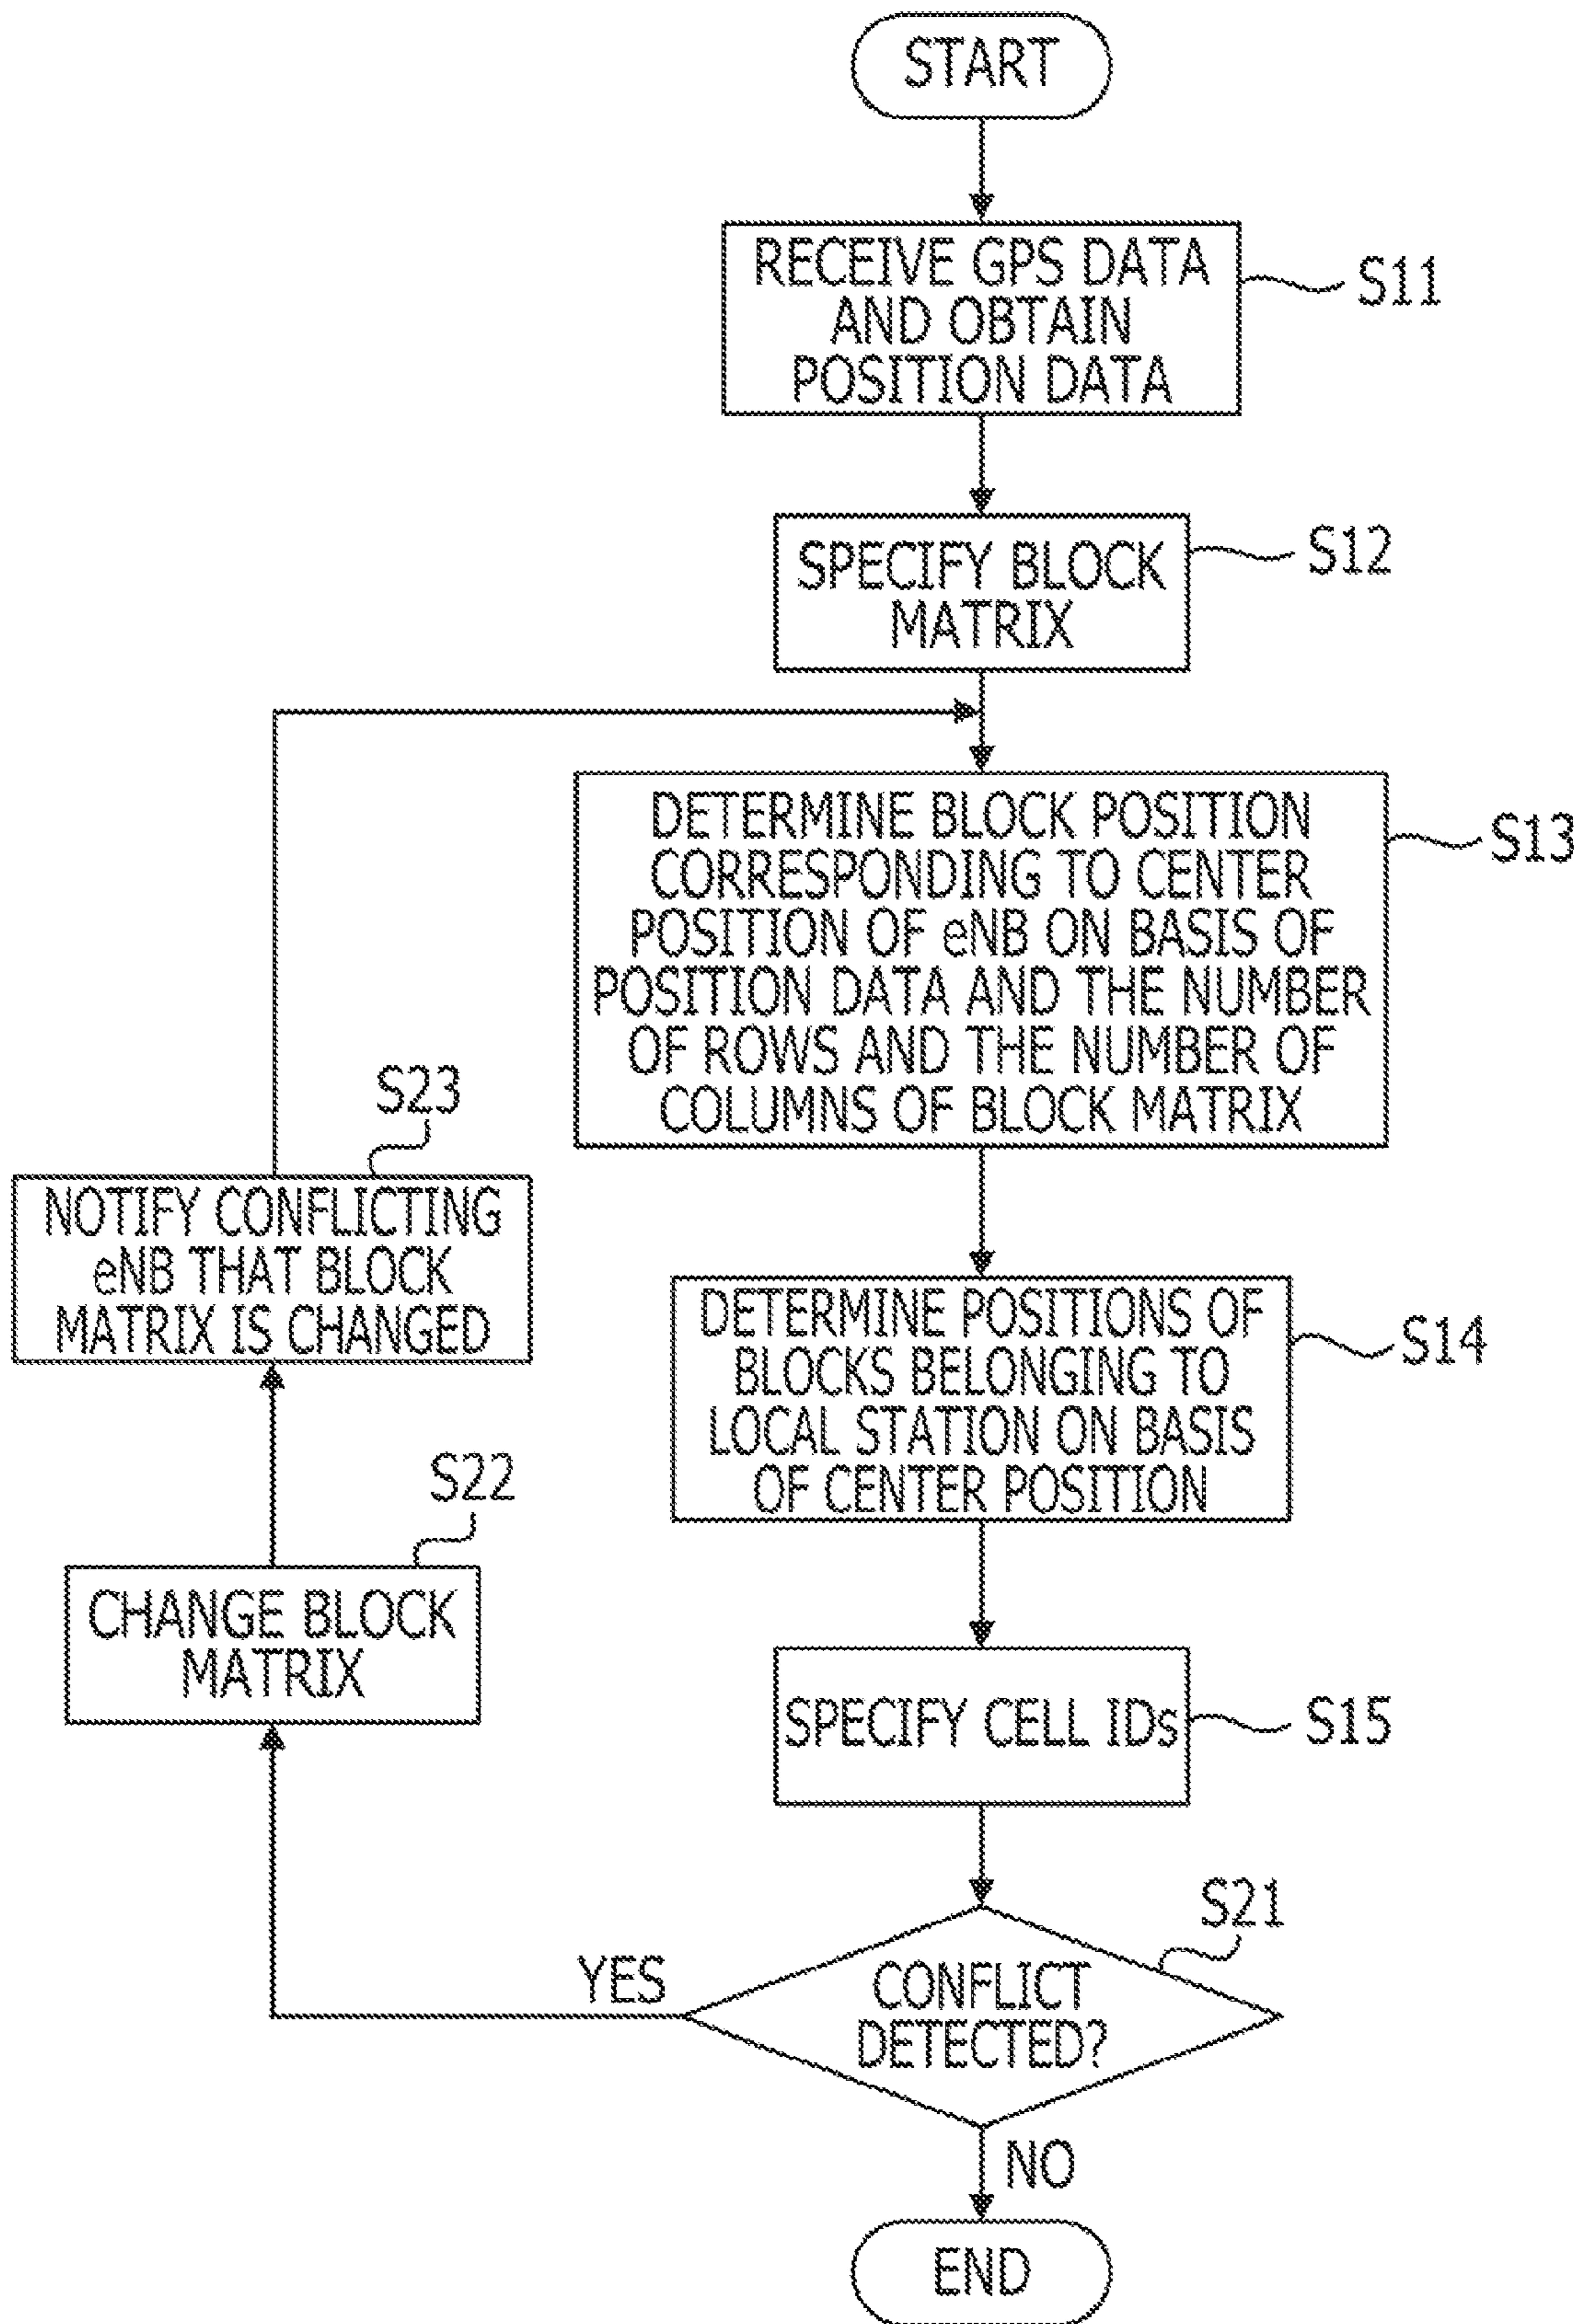 START
RECEIVE GPS DATA
AND OBTAIN
POSITION DATA
S11
SPECIFY BLOCK
MATRIX
S12
DETERMINE BLOCK POSITION
CORRESPONDING TO CENTER
POSITION OF eNB ON BASIS OF
POSITION DATA AND THE NUMBER
OF ROWS AND THE NUMBER OF
COLUMNS OF BLOCK MATRIX
S13
DETERMINE POSITIONS OF
BLOCKS BELONGING TO
LOCAL STATION ON BASIS
OF CENTER POSITION
S14
SPECIFY CELL IDs
S15
CONFLICT
DETECTED?
S21
YES
NO
CHANGE BLOCK
MATRIX
S22
NOTIFY CONFLICTING
eNB THAT BLOCK
MATRIX IS CHANGED
S23
END